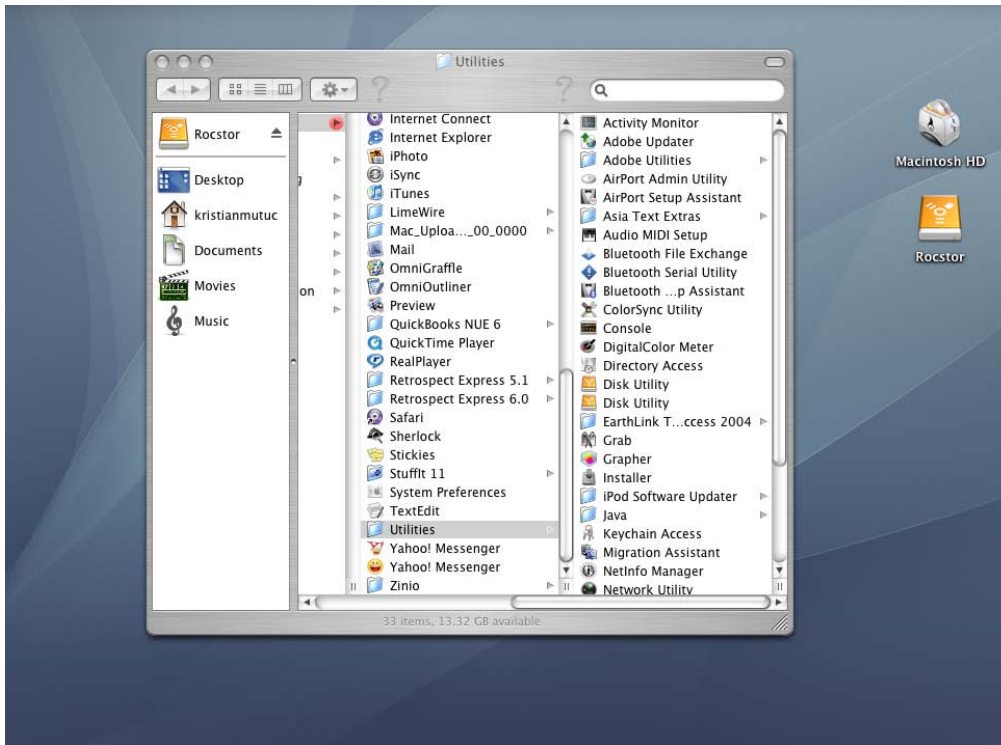 Utilities
Rocstor
Desktop
kristianmutuc
Documents
Movies
Music
g
on
Internet Connect
Internet Explorer
iPhoto
iSync
iTunes
LimeWire
Mac_Uploa..._00_0000
Mail
OmniGraffle
OmniOutliner
Preview
QuickBooks NUE 6
QuickTime Player
RealPlayer
Retrospect Express 5.1
Retrospect Express 6.0
Safari
Sherlock
Stickies
StuffIt 11
System Preferences
TextEdit
Utilities
Yahoo! Messenger
Yahoo! Messenger
Zinio
Activity Monitor
Adobe Updater
Adobe Utilities
AirPort Admin Utility
AirPort Setup Assistant
Asia Text Extras
Audio MIDI Setup
Bluetooth File Exchange
Bluetooth Serial Utility
Bluetooth ...p Assistant
ColorSync Utility
Console
DigitalColor Meter
Directory Access
Disk Utility
Disk Utility
EarthLink T...ccess 2004
Grab
Grapher
Installer
iPod Software Updater
Java
Keychain Access
Migration Assistant
NetInfo Manager
Network Utility
33 items, 13.32 GB available
Macintosh HD
Rocstor